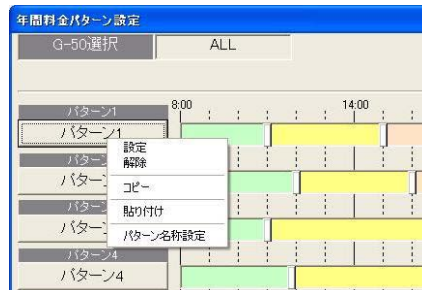 年間料金パターン設定
G-50選択 ALL
パターン1 8:00 14:00
パターン1
設定
解除
コピー
貼り付け
パターン名称設定
パターン4
パターン4